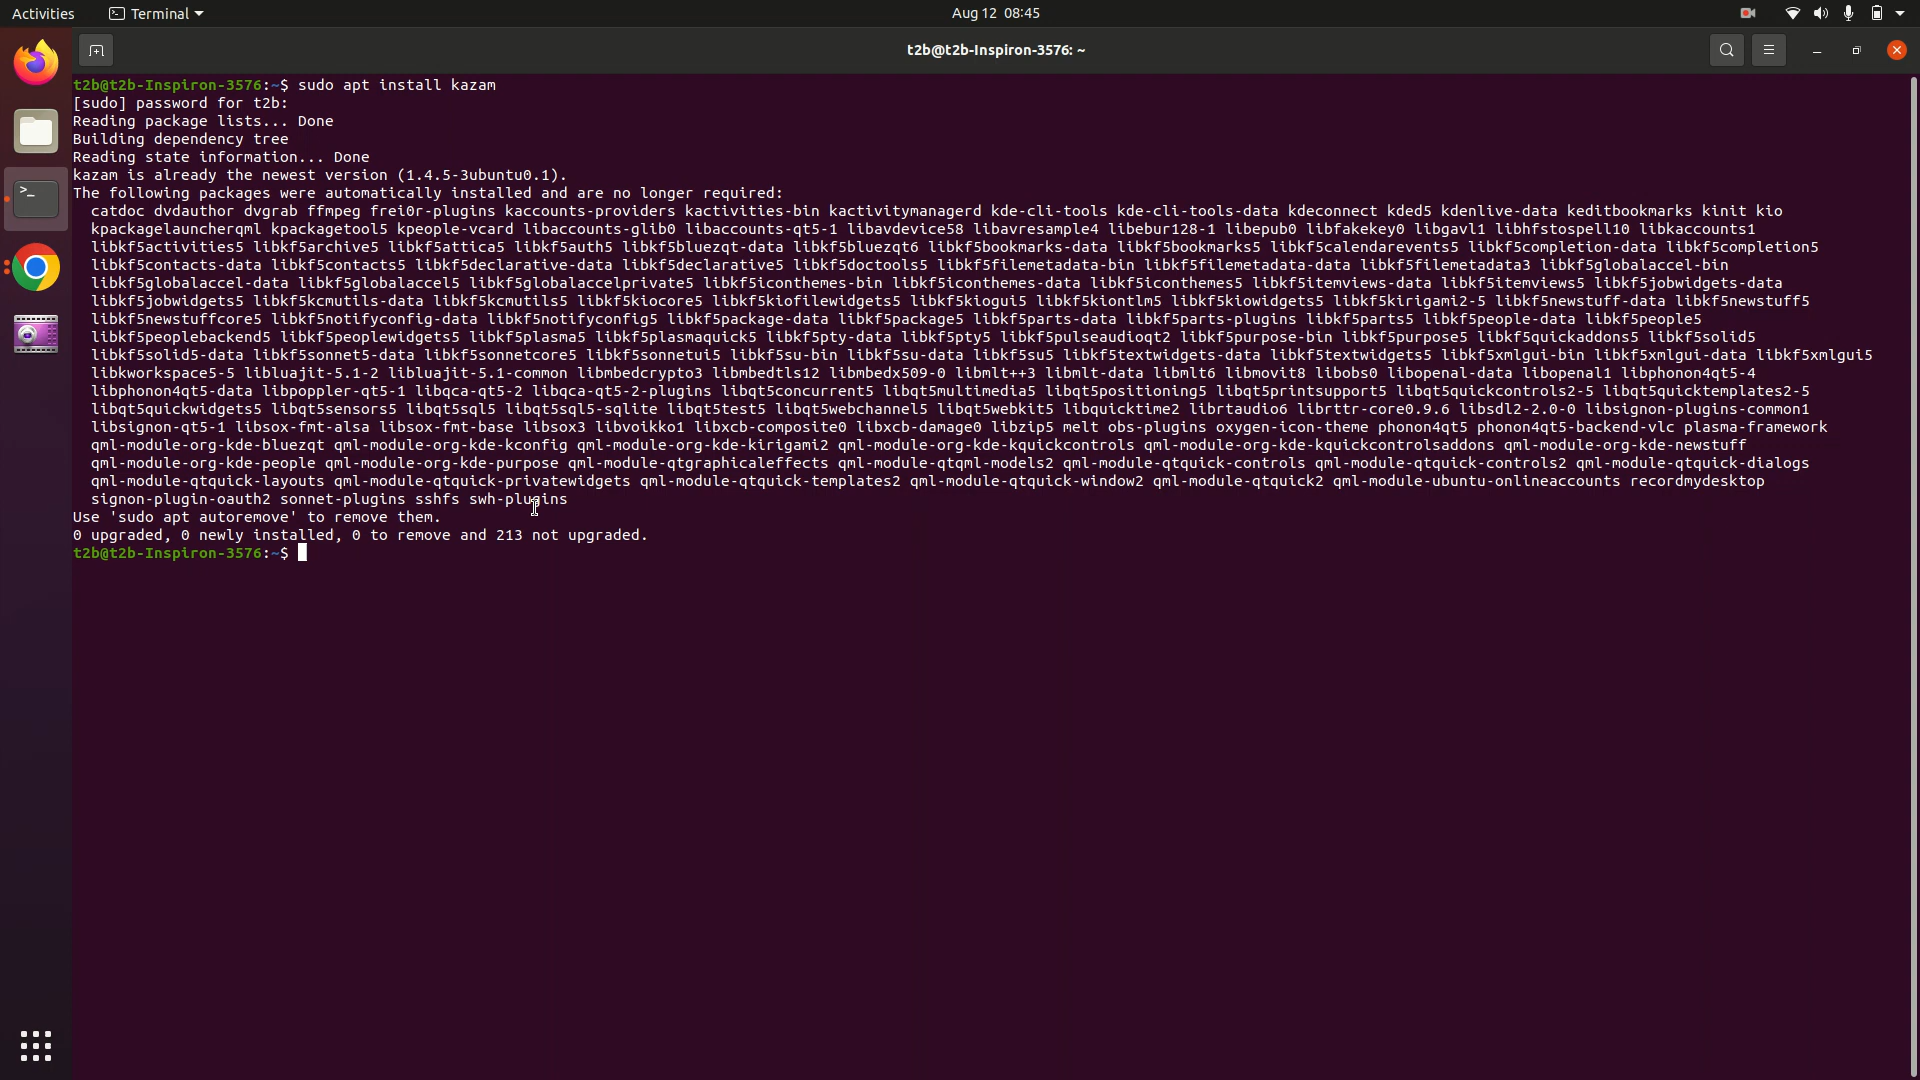 Activities
Terminal
Aug 12 08:45
t2b@t2b-Inspiron-3576: ~
t2b@t2b-Inspiron-3576:~$ sudo apt install kazam
[sudo] password for t2b:
Reading package lists... Done
Building dependency tree
Reading state information... Done
kazam is already the newest version (1.4.5-3ubuntu0.1).
The following packages were automatically installed and are no longer required:
catdoc dvdauthor dvgrab ffmpeg frei0r-plugins kaccounts-providers kactivities-bin kactivitymanagerd kde-cli-tools kde-cli-tools-data kdeconnect kded5 kdenlive-data keditbookmarks kinit kio
kpackagelauncherqml kpackagetool5 kpeople-vcard libaccounts-glib0 libaccounts-qt5-1 libavdevice58 libavresample4 libebur128-1 libepub0 libfakekey0 libgavl1 libhfstospell10 libkaccounts1
libkf5activities5 libkf5archive5 libkf5attica5 libkf5auth5 libkf5bluezqt-data libkf5bluezqt6 libkf5bookmarks-data libkf5bookmarks5 libkf5calendarevents5 libkf5completion-data libkf5completion5
libkf5contacts-data libkf5contacts5 libkf5declarative-data libkf5declarative5 libkf5doctools5 libkf5filemetadata-bin libkf5filemetadata-data libkf5filemetadata3 libkf5globalaccel-bin
libkf5globalaccel-data libkf5globalaccel5 libkf5globalaccelprivate5 libkf5iconthemes-bin libkf5iconthemes-data libkf5iconthemes5 libkf5itemviews-data libkf5itemviews5 libkf5jobwidgets-data
libkf5jobwidgets5 libkf5kcmutils-data libkf5kcmutils5 libkf5kiocore5 libkf5kiofilewidgets5 libkf5kiogui5 libkf5kiontlm5 libkf5kiowidgets5 libkf5kirigami2-5 libkf5newstuff-data libkf5newstuff5
libkf5newstuffcore5 libkf5notifyconfig-data libkf5notifyconfig5 libkf5package-data libkf5package5 libkf5parts-data libkf5parts-plugins libkf5parts5 libkf5people-data libkf5people5
libkf5peoplebackend5 libkf5peoplewidgets5 libkf5plasma5 libkf5plasmaquick5 libkf5pty-data libkf5pty5 libkf5pulseaudioqt2 libkf5purpose-bin libkf5purpose5 libkf5quickaddons5 libkf5solid5
libkf5solid5-data libkf5sonnet5-data libkf5sonnetcore5 libkf5sonnetui5 libkf5su-bin libkf5su-data libkf5su5 libkf5textwidgets-data libkf5textwidgets5 libkf5xmlgui-bin libkf5xmlgui-data libkf5xmlgui5
libkworkspace5-5 libluajit-5.1-2 libluajit-5.1-common libmbedcrypto3 libmbedtls12 libmbedx509-0 libmlt++3 libmlt-data libmlt6 libmovit8 libobs0 libopenal-data libopenal1 libphonon4qt5-4
libphonon4qt5-data libpoppler-qt5-1 libqca-qt5-2 libqca-qt5-2-plugins libqt5concurrent5 libqt5multimedia5 libqt5positioning5 libqt5printsupport5 libqt5quickcontrols2-5 libqt5quicktemplates2-5
libqt5quickwidgets5 libqt5sensors5 libqt5sql5 libqt5sql5-sqlite libqt5test5 libqt5webchannel5 libqt5webkit5 libquicktime2 librtaudio6 librttr-core0.9.6 libsdl2-2.0-0 libsignon-plugins-common1
libsignon-qt5-1 libsox-fmt-alsa libsox-fmt-base libsox3 libvoikko1 libxcb-composite0 libxcb-damage0 libzip5 melt obs-plugins oxygen-icon-theme phonon4qt5 phonon4qt5-backend-vlc plasma-framework
qml-module-org-kde-bluezqt qml-module-org-kde-kconfig qml-module-org-kde-kirigami2 qml-module-org-kde-kquickcontrols qml-module-org-kde-kquickcontrolsaddons qml-module-org-kde-newstuff
qml-module-org-kde-people qml-module-org-kde-purpose qml-module-qtgraphicaleffects qml-module-qtqml-models2 qml-module-qtquick-controls qml-module-qtquick-controls2 qml-module-qtquick-dialogs
qml-module-qtquick-layouts qml-module-qtquick-privatewidgets qml-module-qtquick-templates2 qml-module-qtquick-window2 qml-module-qtquick2 qml-module-ubuntu-onlineaccounts recordmydesktop
signon-plugin-oauth2 sonnet-plugins sshfs swh-plugins
Use 'sudo apt autoremove' to remove them.
0 upgraded, 0 newly installed, 0 to remove and 213 not upgraded.
t2b@t2b-Inspiron-3576:~$